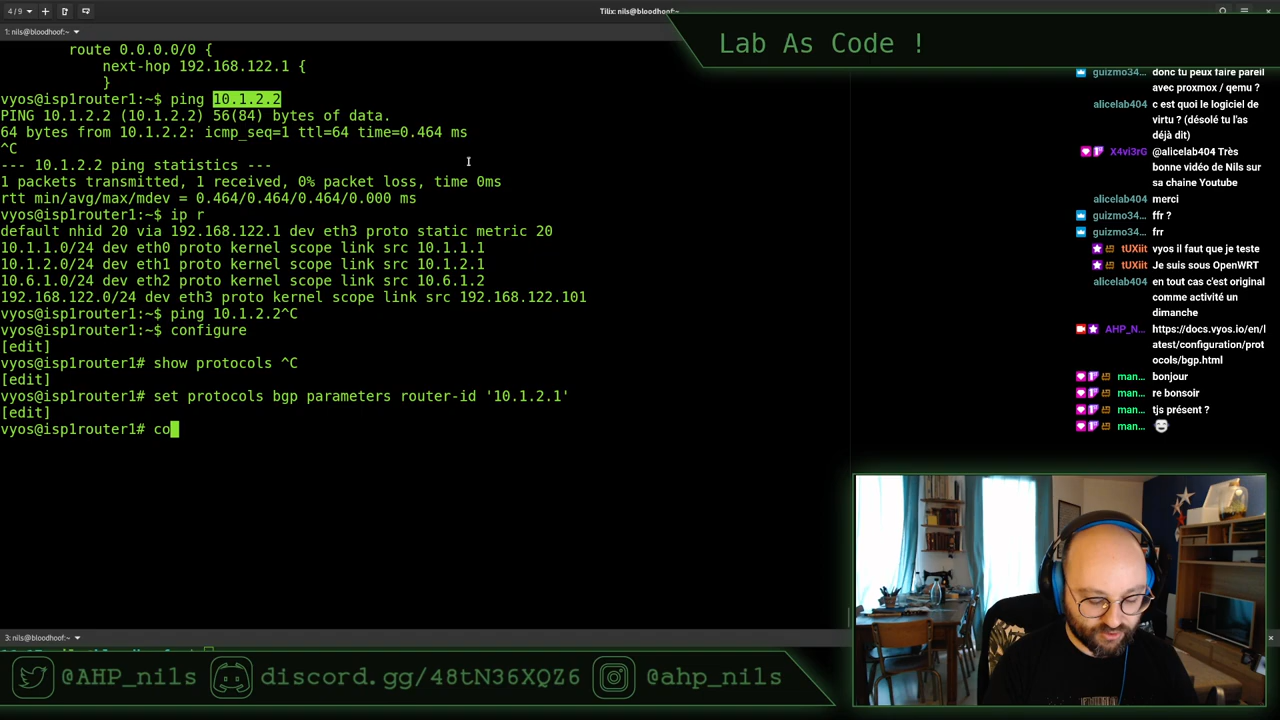 4 / 9
Tilix: nils@bloodhoof:~
1: nils@bloodhoof:~
Lab As Code !
route 0.0.0.0/0 {
next-hop 192.168.122.1 {
}
vyos@isp1router1:~$ ping 10.1.2.2
PING 10.1.2.2 (10.1.2.2) 56(84) bytes of data.
64 bytes from 10.1.2.2: icmp_seq=1 ttl=64 time=0.464 ms
^C
--- 10.1.2.2 ping statistics ---
1 packets transmitted, 1 received, 0% packet loss, time 0ms
rtt min/avg/max/mdev = 0.464/0.464/0.464/0.000 ms
vyos@isp1router1:~$ ip r
default nhid 20 via 192.168.122.1 dev eth3 proto static metric 20
10.1.1.0/24 dev eth0 proto kernel scope link src 10.1.1.1
10.1.2.0/24 dev eth1 proto kernel scope link src 10.1.2.1
10.6.1.0/24 dev eth2 proto kernel scope link src 10.6.1.2
192.168.122.0/24 dev eth3 proto kernel scope link src 192.168.122.101
vyos@isp1router1:~$ ping 10.1.2.2^C
vyos@isp1router1:~$ configure
[edit]
vyos@isp1router1# show protocols ^C
[edit]
vyos@isp1router1# set protocols bgp parameters router-id '10.1.2.1'
[edit]
vyos@isp1router1# co
guizmo34... donc tu peux faire pareil
avec proxmox / qemu ?
alicelab404 c est quoi le logiciel de
virtu ? (désolé tu l'as
déjà dit)
X4vi3rG @alicelab404 Très
bonne vidéo de Nils sur
sa chaine Youtube
alicelab404 merci
guizmo34... ffr ?
guizmo34... frr
tUXiit vyos il faut que je teste
tUXiit Je suis sous OpenWRT
alicelab404 en tout cas c'est original
comme activité un
dimanche
AHP_N... https://docs.vyos.io/en/l
atest/configuration/prot
ocols/bgp.html
man... bonjour
man... re bonsoir
man... tjs présent ?
man...
3: nils@bloodhoof:~
@AHP_nils
discord.gg/48tN36XQZ6
@ahp_nils